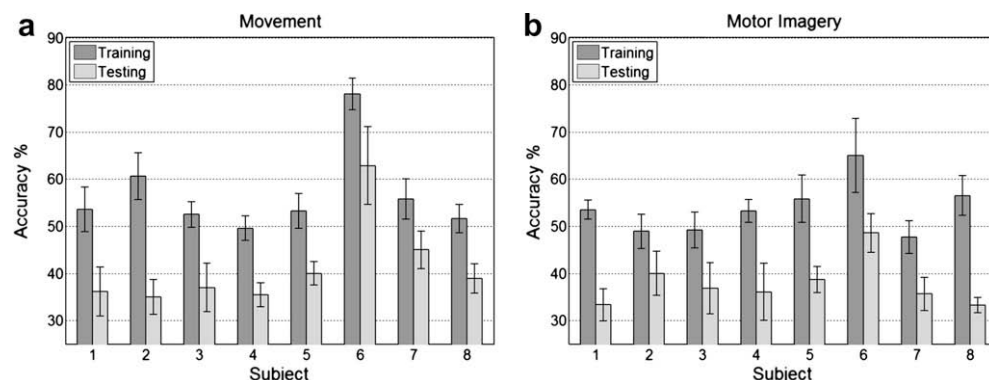 a
Movement
90
80
70
60
50
40
30
Accuracy %
Training
Testing
1 2 3 4 5 6 7 8
Subject
b
Motor Imagery
90
80
70
60
50
40
30
Accuracy %
Training
Testing
1 2 3 4 5 6 7 8
Subject